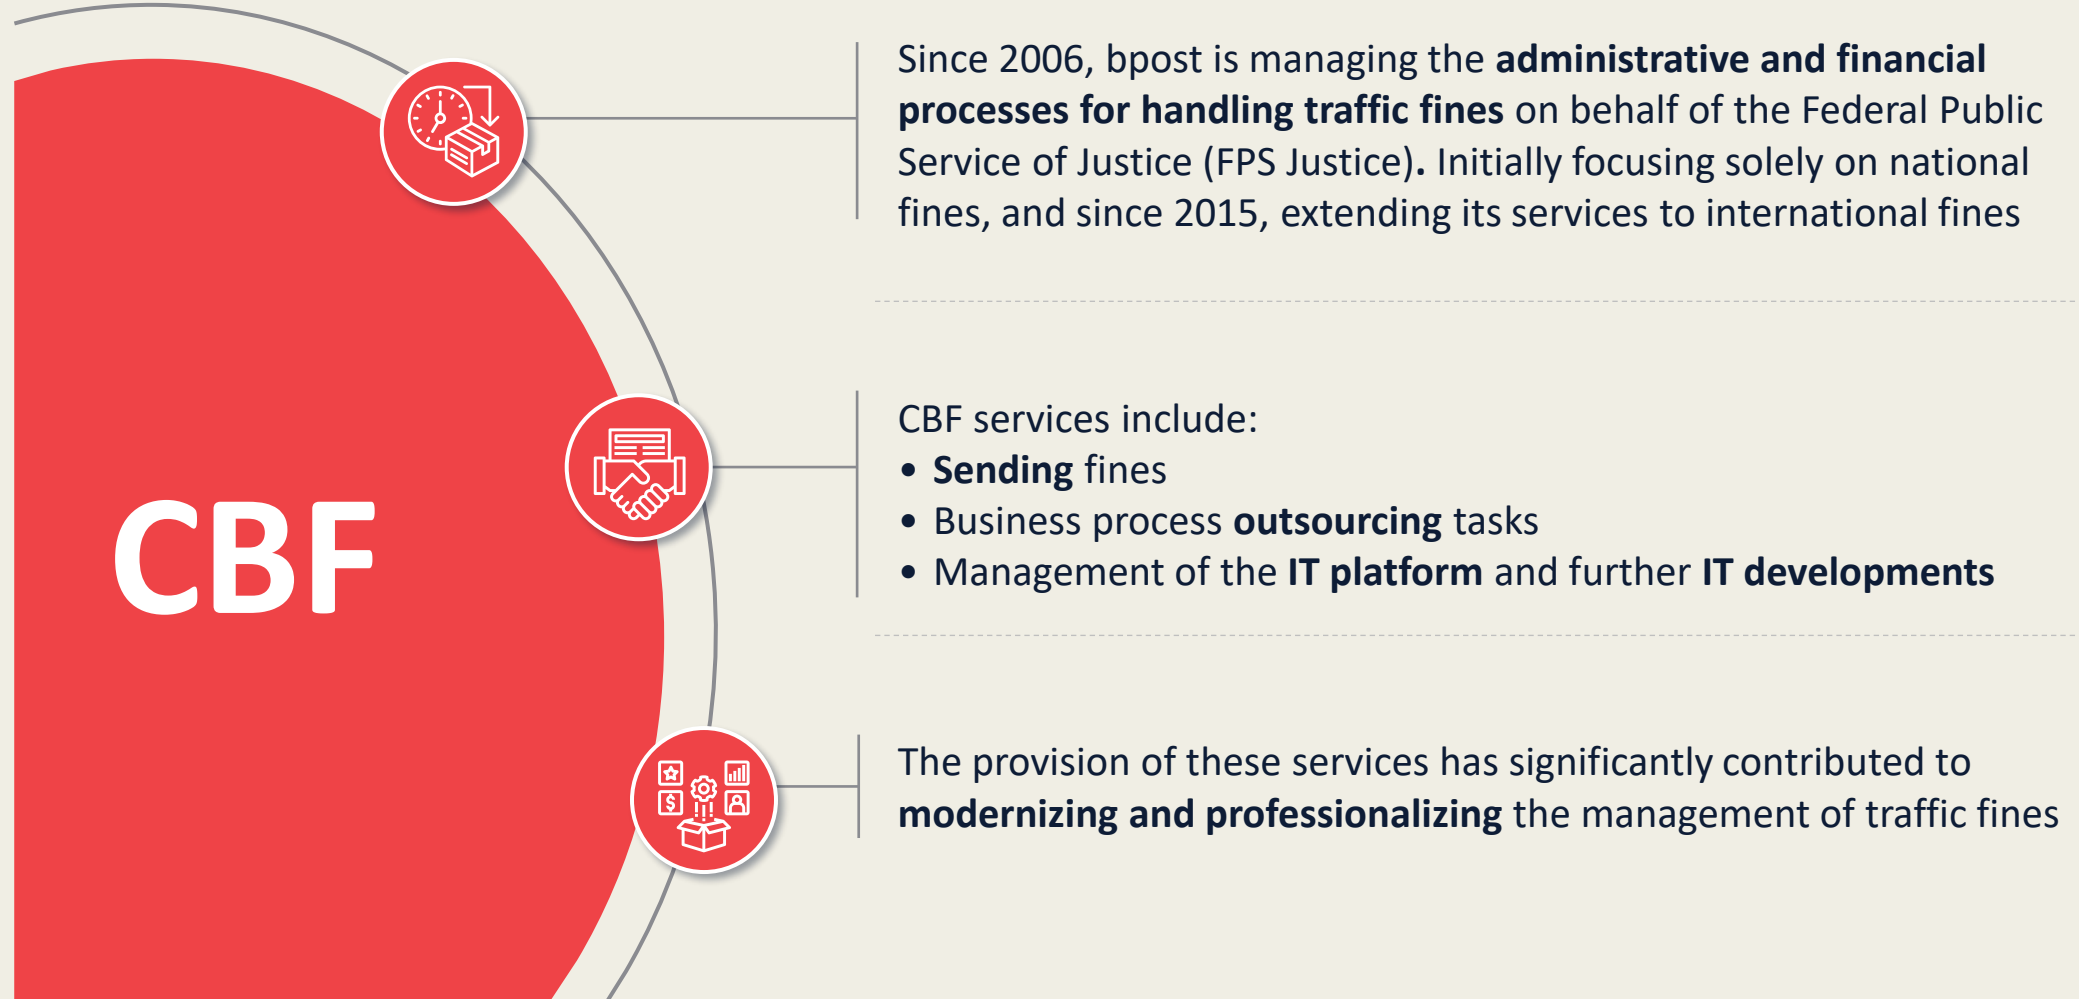 CBF
Since 2006, bpost is managing the administrative and financial
processes for handling traffic fines on behalf of the Federal Public
Service of Justice (FPS Justice). Initially focusing solely on national
fines, and since 2015, extending its services to international fines
CBF services include:
• Sending fines
• Business process outsourcing tasks
• Management of the IT platform and further IT developments
The provision of these services has significantly contributed to
modernizing and professionalizing the management of traffic fines